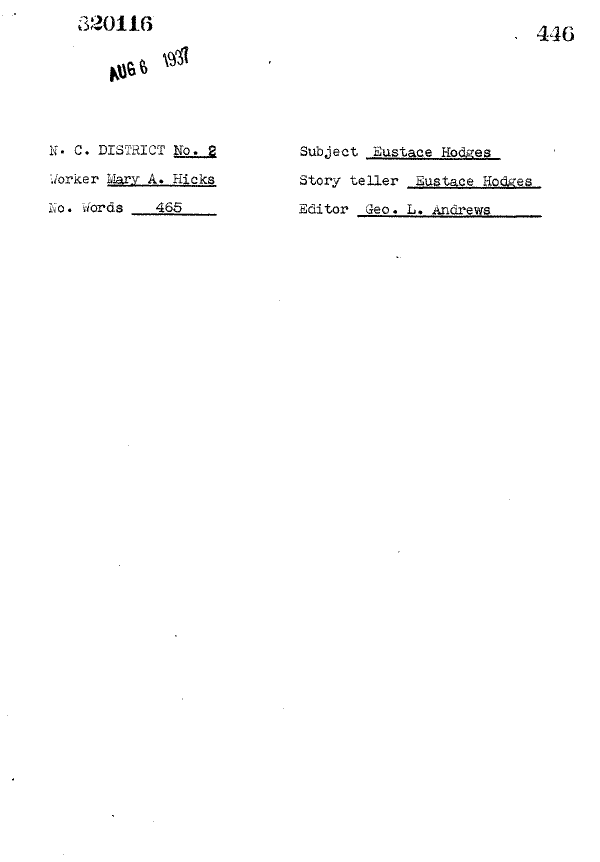 320116
446
AUG 6 1937
N. C. DISTRICT No. 2
Worker Mary A. Hicks
No. Words 465
Subject Eustace Hodges
Story teller Eustace Hodges
Editor Geo. L. Andrews